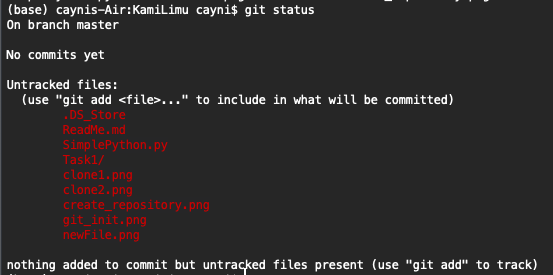 (base) caynis-Air:KamiLimu cayni$ git status
On branch master
No commits yet
Untracked files:
(use "git add <file>..." to include in what will be committed)
.DS_Store
ReadMe.md
SimplePython.py
Task1/
clone1.png
clone2.png
create_repository.png
git_init.png
newFile.png
nothing added to commit but untracked files present (use "git add" to track)